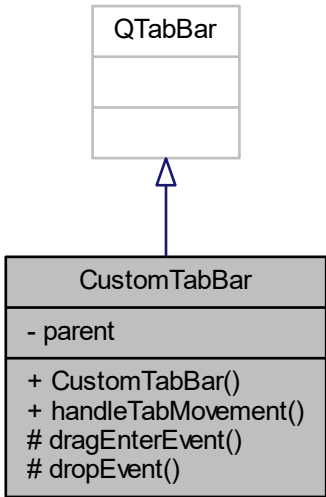 QTabBar
CustomTabBar
- parent
+ CustomTabBar()
+ handleTabMovement()
# dragEnterEvent()
# dropEvent()